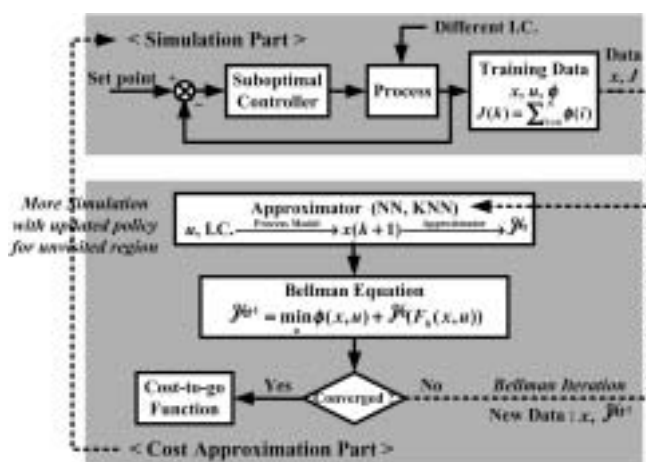 Different I.C.
< Simulation Part >
Data
x, J
Set point
+
−
Suboptimal
Controller
Process
Training Data
x, u, ϕ
J(k) = ∑ ϕ(i)
More Simulation
with updated policy
for unvisited region
Approximator (NN, KNN)
u, I.C. Process Model x(k+1) Approximator
Bellman Equation
= min ϕ(x,u) + (F (x,u))
u
Cost-to-go
Function
Yes
Converged
No
Bellman Iteration
New Data : x,
< Cost Approximation Part >